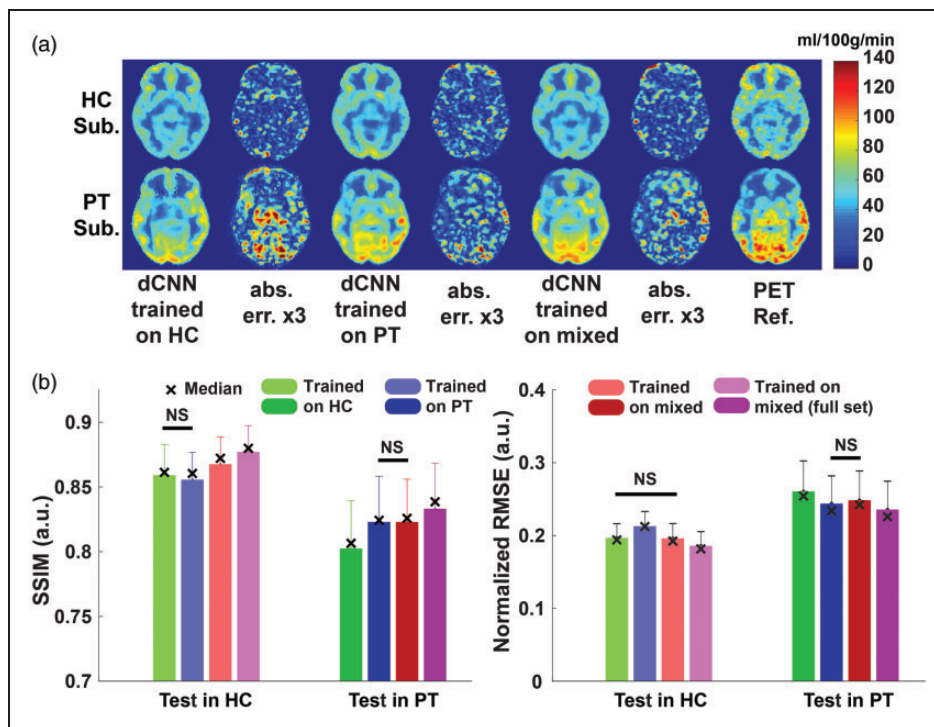 (a)
ml/100g/min
140
120
100
80
60
40
20
0
HC
Sub.
PT
Sub.
dCNN
trained
on HC
abs.
err. x3
dCNN
trained
on PT
abs.
err. x3
dCNN
trained
on mixed
abs.
err. x3
PET
Ref.
(b)
× Median
Trained
on HC
Trained
on PT
Trained
on mixed
Trained on
mixed (full set)
SSIM (a.u.)
0.9
0.85
0.8
0.75
0.7
NS
NS
Test in HC
Test in PT
Normalized RMSE (a.u.)
0.4
0.3
0.2
0.1
0
NS
NS
Test in HC
Test in PT